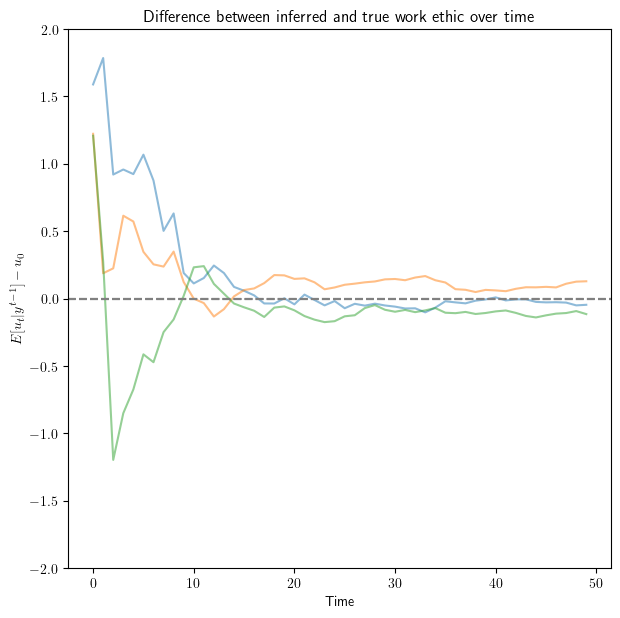 Difference between inferred and true work ethic over time
2.0
1.5
1.0
0.5
0.0
−0.5
−1.0
−1.5
−2.0
E[u_t|y^{t−1}] − u_0
0 10 20 30 40 50
Time